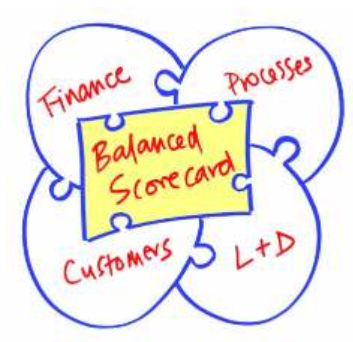 Finance
Processes
Balanced
Scorecard
Customers
L+D